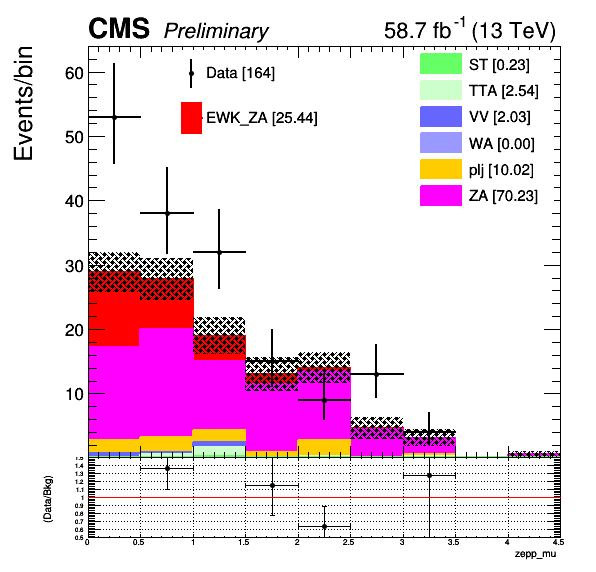 CMS Preliminary 58.7 fb⁻¹ (13 TeV)
Events/bin
60
50
40
30
20
10
Data [164]
EWK_ZA [25.44]
ST [0.23]
TTA [2.54]
VV [2.03]
WA [0.00]
plj [10.02]
ZA [70.23]
(Data/Bkg)
1.5
1.4
1.3
1.2
1.1
1
0.9
0.8
0.7
0.6
0.5
0 0.5 1 1.5 2 2.5 3 3.5 4 4.5
zepp_mu